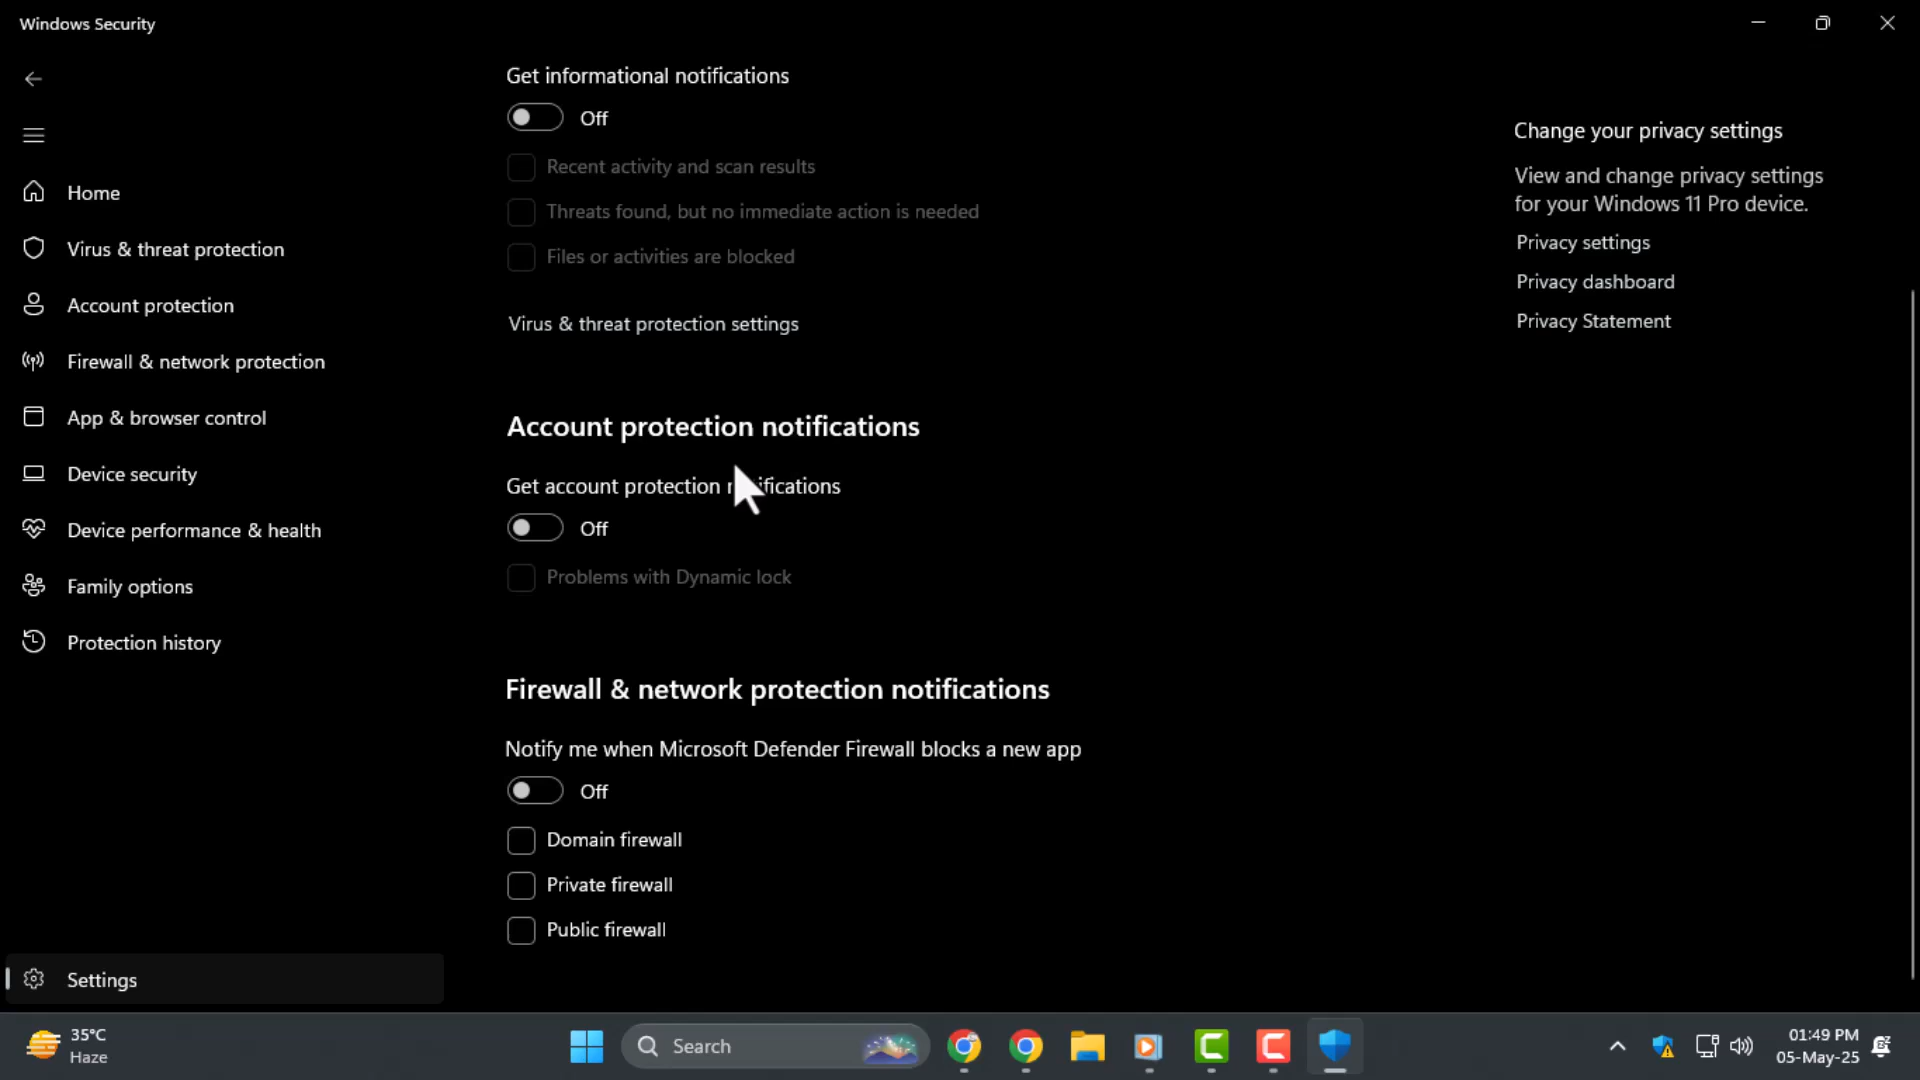 Windows Security
Home
Virus & threat protection
Account protection
Firewall & network protection
App & browser control
Device security
Device performance & health
Family options
Protection history
Settings
Get informational notifications
Off
Recent activity and scan results
Threats found, but no immediate action is needed
Files or activities are blocked
Virus & threat protection settings
Account protection notifications
Get account protection notifications
Off
Problems with Dynamic lock
Firewall & network protection notifications
Notify me when Microsoft Defender Firewall blocks a new app
Off
Domain firewall
Private firewall
Public firewall
Change your privacy settings
View and change privacy settings
for your Windows 11 Pro device.
Privacy settings
Privacy dashboard
Privacy Statement
35°C
Haze
Search
01:49 PM
05-May-25